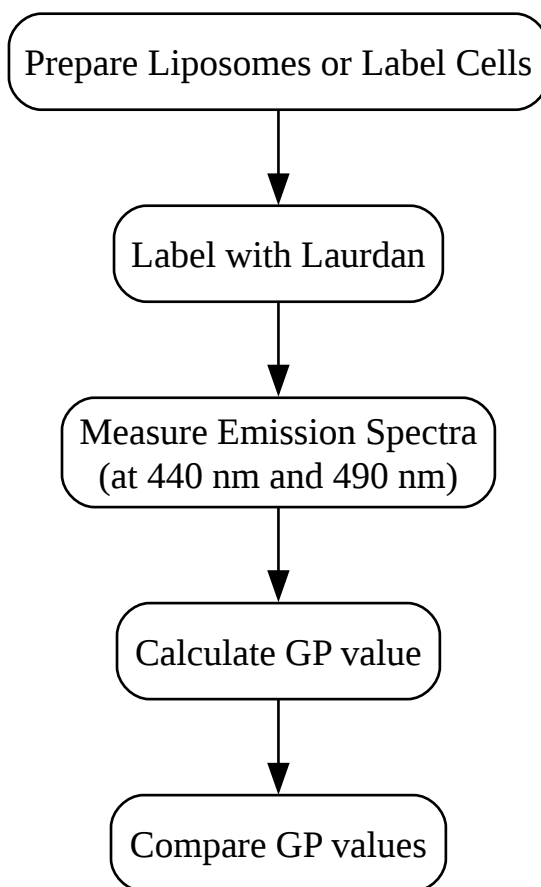 Prepare Liposomes or Label Cells
Label with Laurdan
Measure Emission Spectra
(at 440 nm and 490 nm)
Calculate GP value
Compare GP values